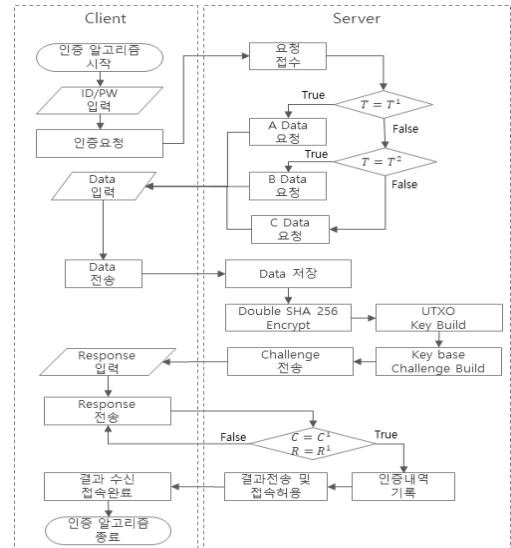 Client
Server
인증 알고리즘
시작
ID/PW
입력
인증요청
요청
접수
T = T¹
True
False
A Data
요청
T = T²
True
False
B Data
요청
C Data
요청
Data
입력
Data
전송
Data 저장
Double SHA 256
Encrypt
UTXO
Key Build
Key base
Challenge Build
Challenge
전송
Response
입력
Response
전송
C = C¹
R = R¹
False
True
인증내역
기록
결과전송 및
접속허용
결과 수신
접속완료
인증 알고리즘
종료